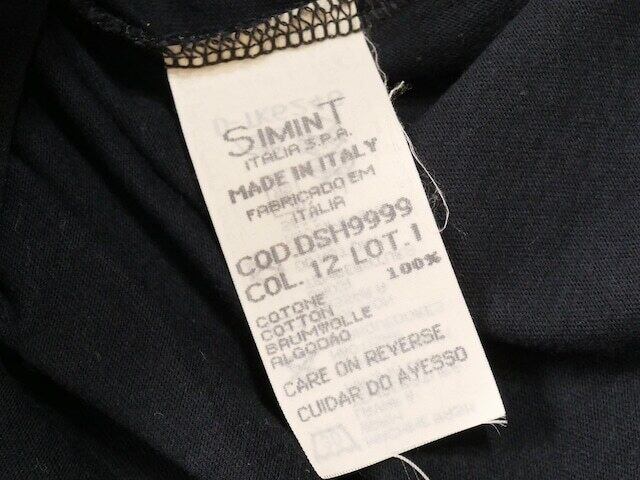 SIMINT
ITALIA S.P.A.
MADE IN ITALY
FABRICADO EM
ITÁLIA
COD.DSH9999
COL. 12 LOT.1
100%
COTONE
COTTON
BAUMWOLLE
ALGODÃO
CARE ON REVERSE
CUIDAR DO AVESSO